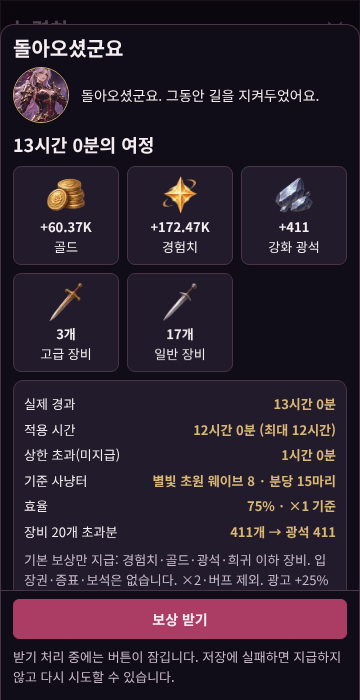 돌아오셨군요
돌아오셨군요. 그동안 길을 지켜두었어요.
13시간 0분의 여정
+60.37K
골드
+172.47K
경험치
+411
강화 광석
3개
고급 장비
17개
일반 장비
실제 경과 13시간 0분
적용 시간 12시간 0분 (최대 12시간)
상한 초과(미지급) 1시간 0분
기준 사냥터 별빛 초원 웨이브 8 · 분당 15마리
효율 75% · ×1 기준
장비 20개 초과분 411개 → 광석 411
기본 보상만 지급: 경험치·골드·광석·희귀 이하 장비. 입
장권·증표·보석은 없습니다. ×2·버프 제외. 광고 +25%
보상 받기
받기 처리 중에는 버튼이 잠깁니다. 저장에 실패하면 지급하지
않고 다시 시도할 수 있습니다.